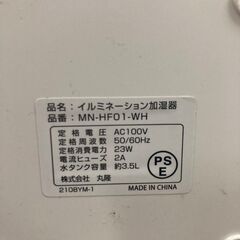 品名：イルミネーション加湿器
品番：MN-HF01-WH
定格電圧 AC100V
定格周波数 50/60Hz
定格消費電力 23W
電流ヒューズ 2A
水タンク容量 約3.5L
株式会社 丸隆
PSE
2108YM-1
MADE IN CHINA